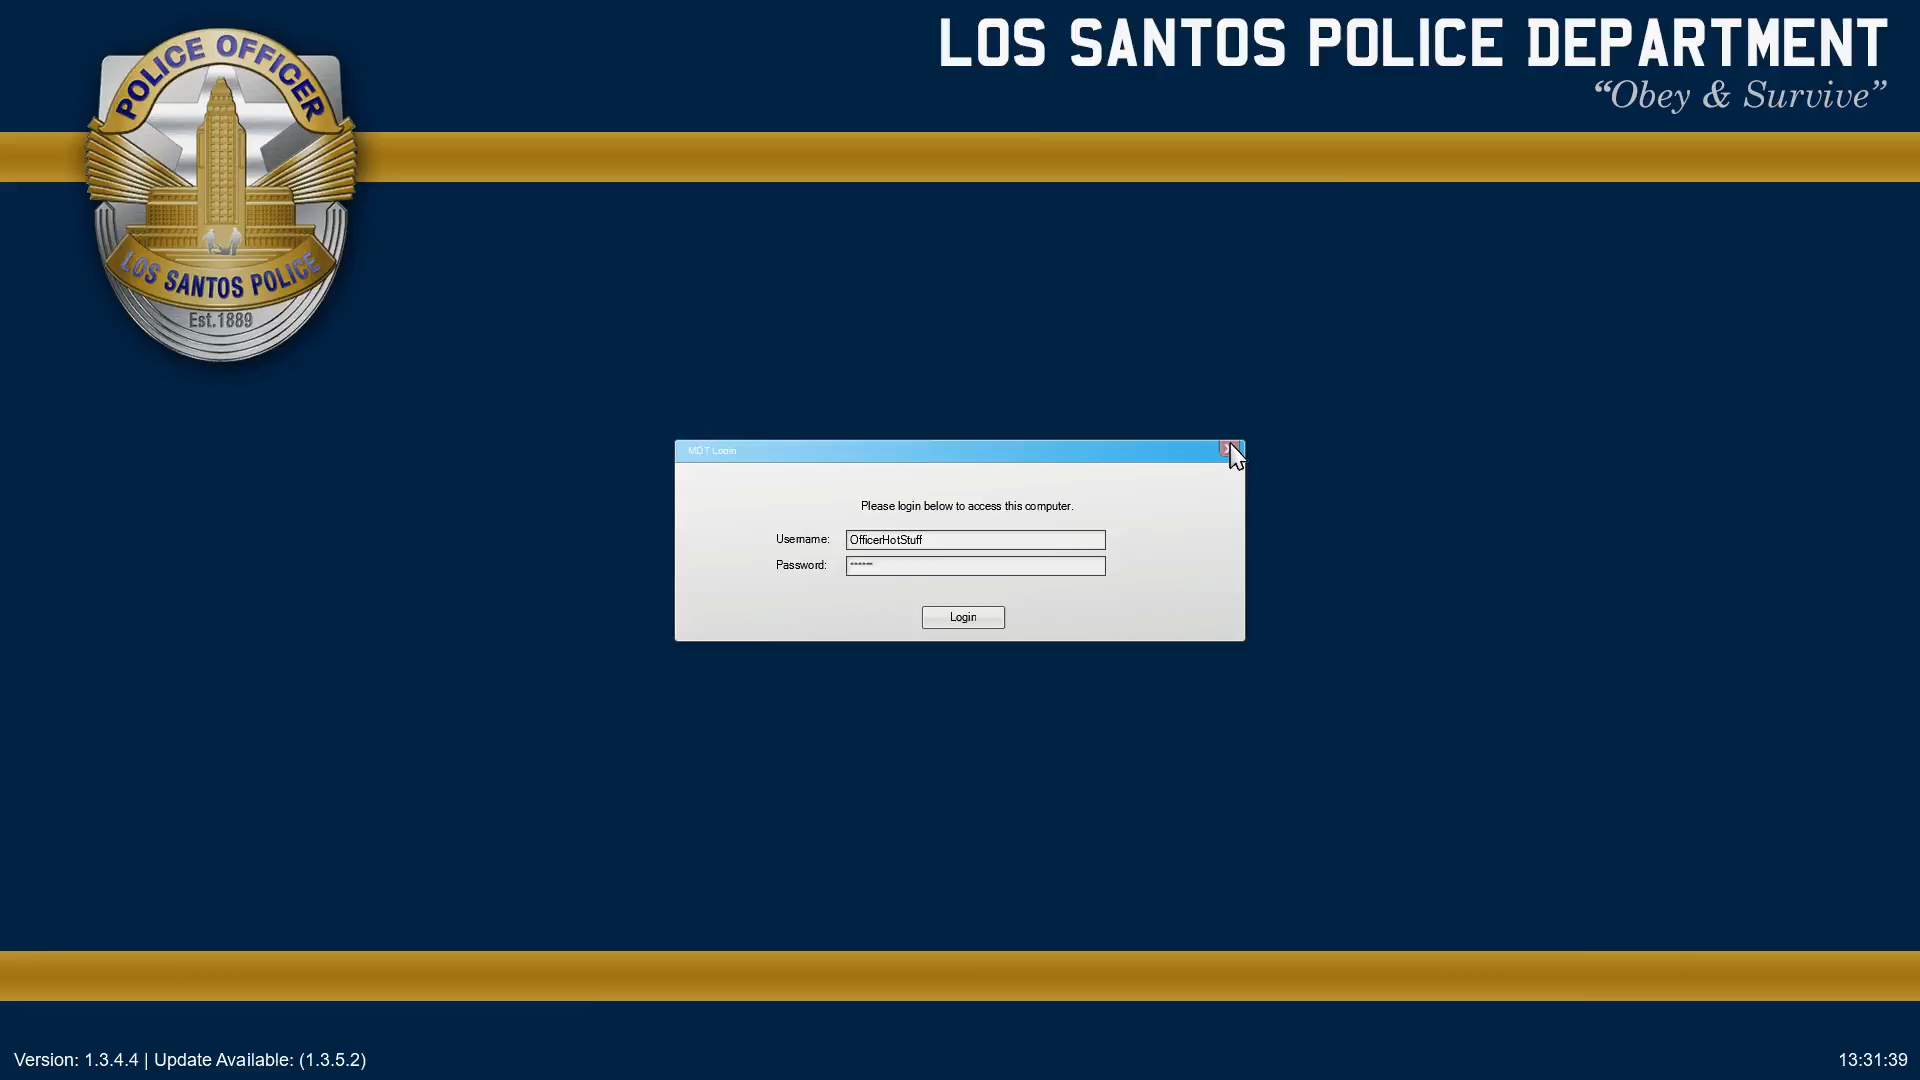 LOS SANTOS POLICE DEPARTMENT
“Obey & Survive”
POLICE OFFICER
LOS SANTOS POLICE
Est.1889
MDT Login
Please login below to access this computer.
Username: OfficerHotStuff
Password: ******
Login
Version: 1.3.4.4 | Update Available: (1.3.5.2)
13:31:39